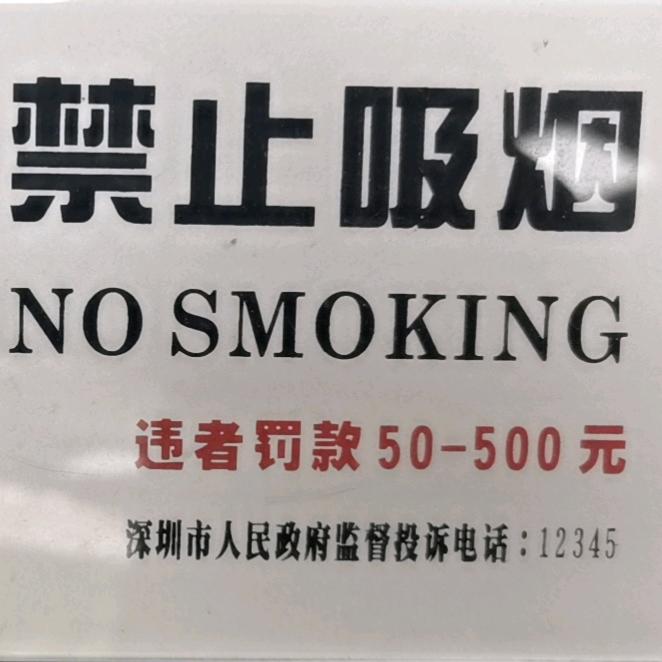 禁止吸烟
NO SMOKING
违者罚款50-500元
深圳市人民政府监督投诉电话：12345